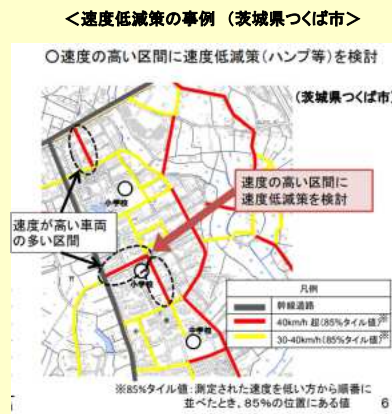 ＜速度低減策の事例 （茨城県つくば市）＞
○速度の高い区間に速度低減策(ハンプ等)を検討
(茨城県つくば市)
小学校
速度の高い区間に
速度低減策を検討
速度が高い車両
の多い区間
小学校
中学校
凡例
幹線道路
40km/h 超(85%タイル値)※
30-40km/h(85%タイル値)※
※85%タイル値：測定された速度を低い方から順番に
並べたとき、85%の位置にある値
6